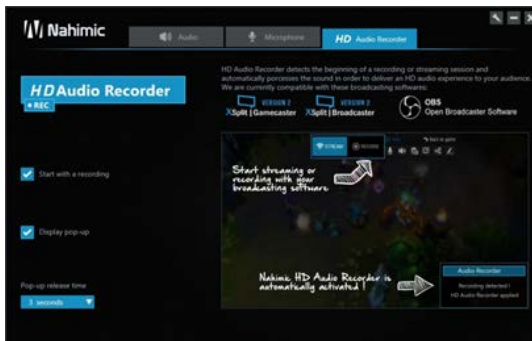 Nahimic
Audio
Microphone
HD Audio Recorder
HD Audio Recorder detects the beginning of a recording or streaming session and
automatically porcesses the sound in order to deliver an HD audio experience to your audience.
We are currently compatible with these broadcasting softwares:
HD Audio Recorder
REC
VERSION 2
XSplit | Gamecaster
VERSION 2
XSplit | Broadcaster
OBS
Open Broadcaster Software
STREAM
RECORD
Back to game
Start streaming or
recording with your
broadcasting software
Start with a recording
Display pop-up
Nahimic HD Audio Recorder is
automatically activated !
Audio Recorder
Recording detected !
HD Audio Recorder applied
Pop-up release time
3 seconds